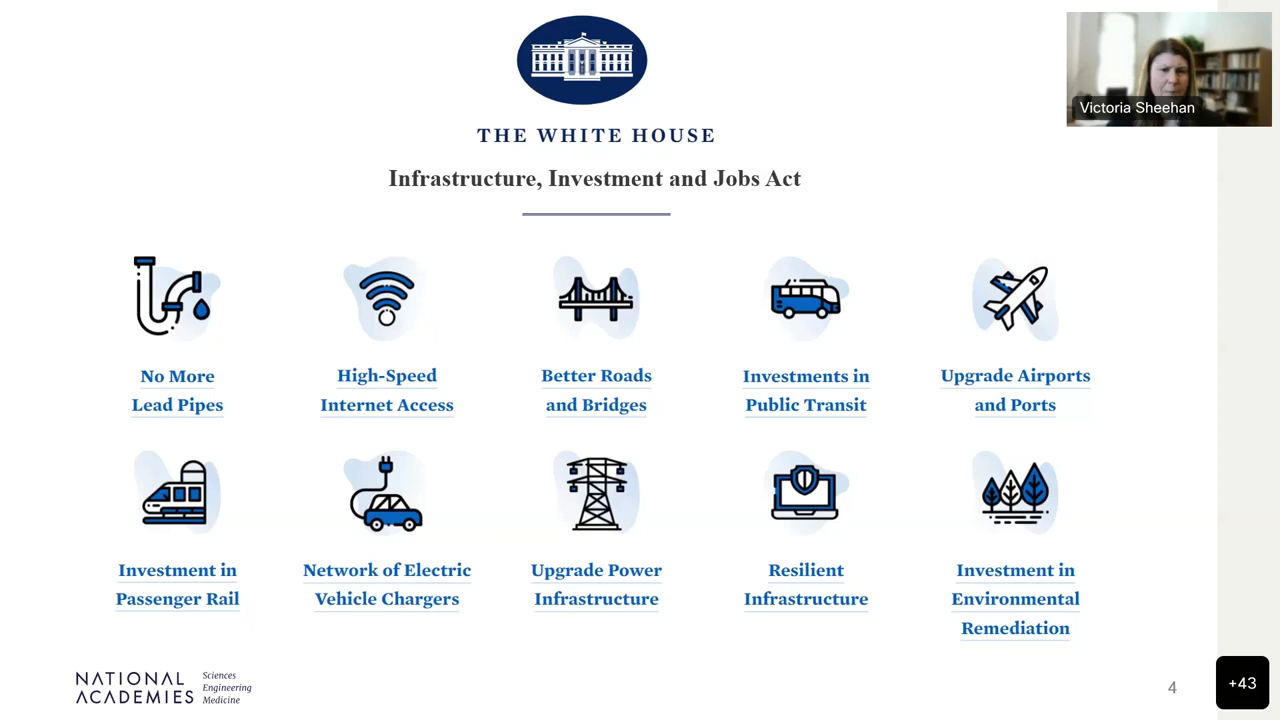 Victoria Sheehan
THE WHITE HOUSE
Infrastructure, Investment and Jobs Act
No More
Lead Pipes
High-Speed
Internet Access
Better Roads
and Bridges
Investments in
Public Transit
Upgrade Airports
and Ports
Investment in
Passenger Rail
Network of Electric
Vehicle Chargers
Upgrade Power
Infrastructure
Resilient
Infrastructure
Investment in
Environmental
Remediation
NATIONAL
ACADEMIES
Sciences
Engineering
Medicine
4
+43